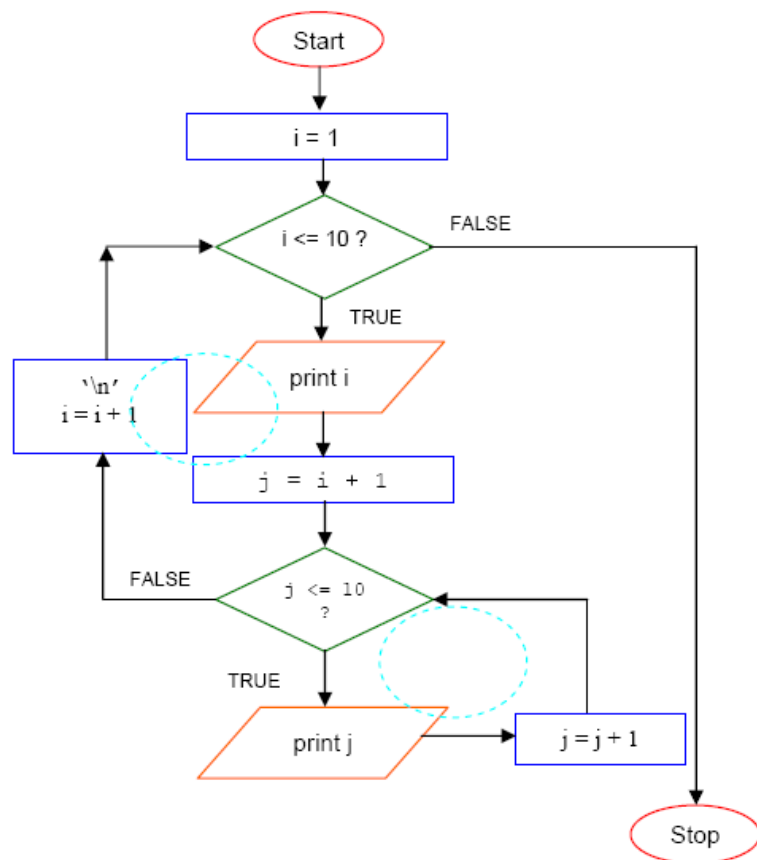 Start
i = 1
i <= 10 ?
FALSE
TRUE
print i
'\n'
i = i + 1
j = i + 1
FALSE
j <= 10
?
TRUE
print j
j = j + 1
Stop